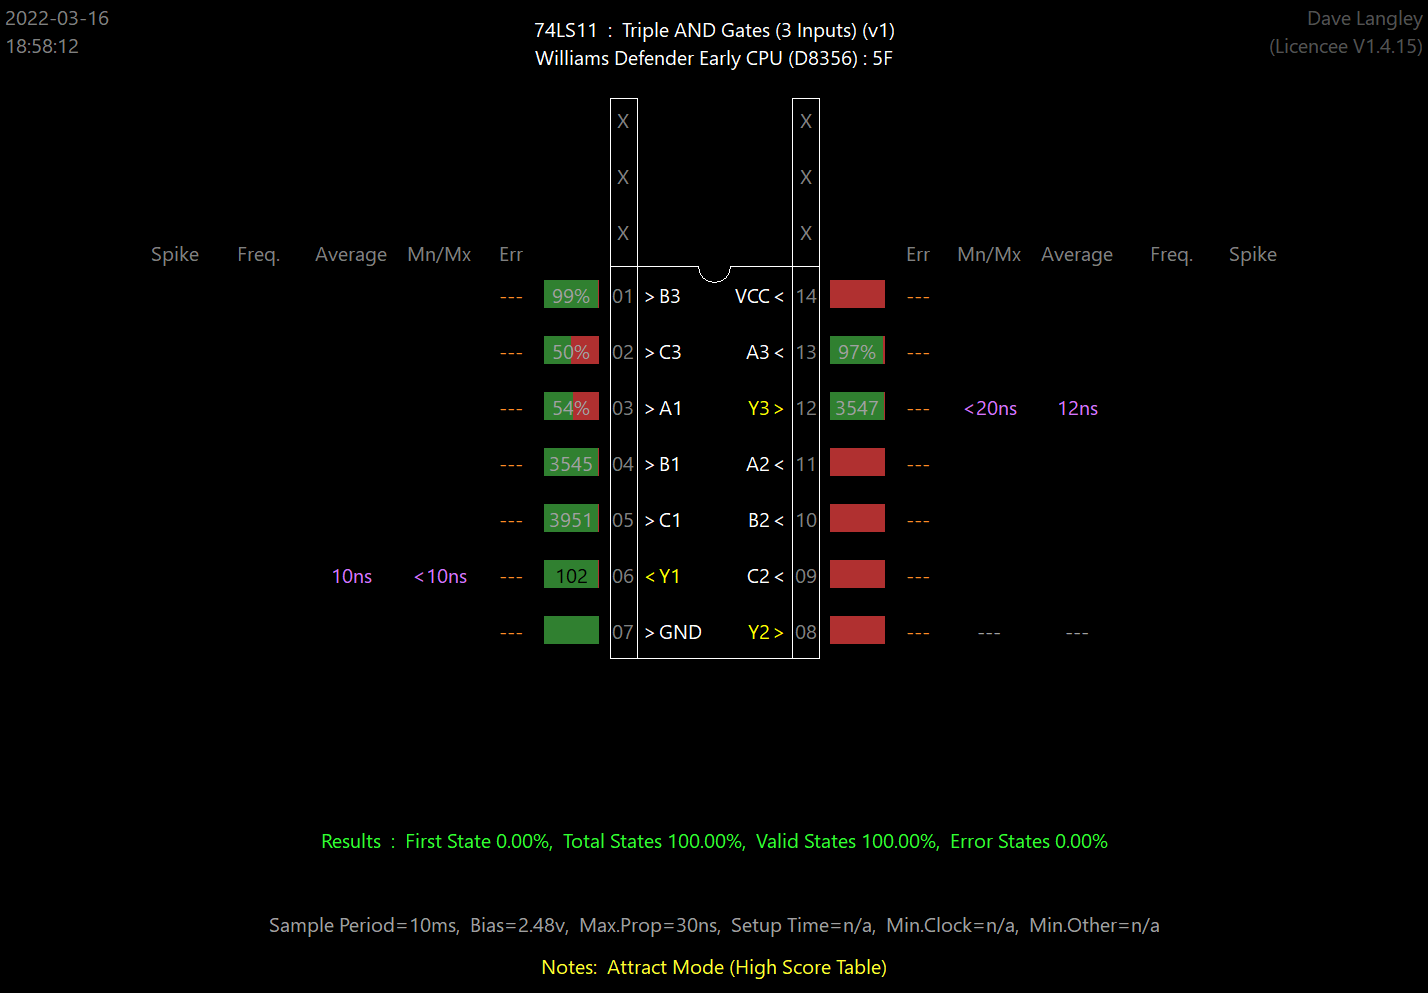 2022-03-16
18:58:12
74LS11 : Triple AND Gates (3 Inputs) (v1)
Williams Defender Early CPU (D8356) : 5F
Dave Langley
(Licencee V1.4.15)
X X
X X
X X
Spike Freq. Average Mn/Mx Err Err Mn/Mx Average Freq. Spike
--- 99% 01 > B3 VCC < 14 ---
--- 50% 02 > C3 A3 < 13 97% ---
--- 54% 03 > A1 Y3 > 12 3547 --- <20ns 12ns
--- 3545 04 > B1 A2 < 11 ---
--- 3951 05 > C1 B2 < 10 ---
10ns <10ns --- 102 06 < Y1 C2 < 09 ---
--- 07 > GND Y2 > 08 --- --- ---
Results : First State 0.00%, Total States 100.00%, Valid States 100.00%, Error States 0.00%
Sample Period=10ms, Bias=2.48v, Max.Prop=30ns, Setup Time=n/a, Min.Clock=n/a, Min.Other=n/a
Notes: Attract Mode (High Score Table)